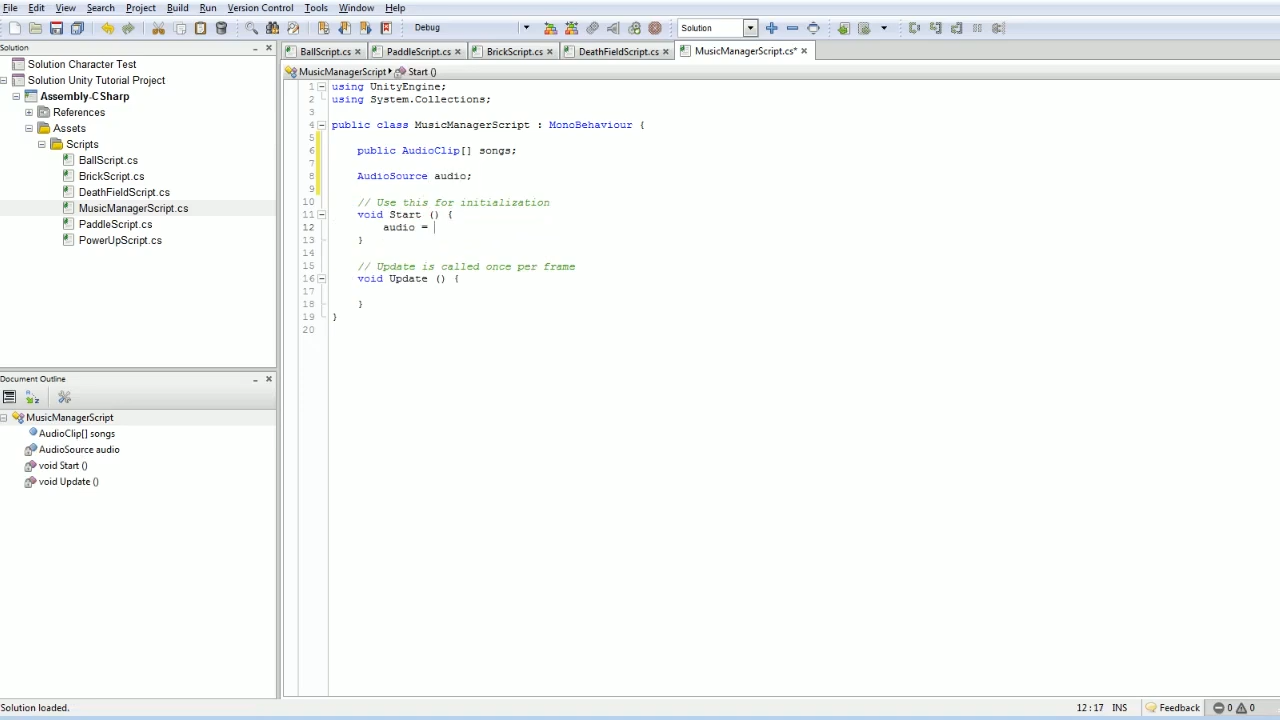 File Edit View Search Project Build Run Version Control Tools Window Help
Debug Solution
Solution
Solution Character Test
Solution Unity Tutorial Project
Assembly-CSharp
References
Assets
Scripts
BallScript.cs
BrickScript.cs
DeathFieldScript.cs
MusicManagerScript.cs
PaddleScript.cs
PowerUpScript.cs
Document Outline
MusicManagerScript
AudioClip[] songs
AudioSource audio
void Start ()
void Update ()
BallScript.cs PaddleScript.cs BrickScript.cs DeathFieldScript.cs MusicManagerScript.cs*
MusicManagerScript Start ()
1 using UnityEngine;
2 using System.Collections;
3
4 public class MusicManagerScript : MonoBehaviour {
5
6 public AudioClip[] songs;
7
8 AudioSource audio;
9
10 // Use this for initialization
11 void Start () {
12 audio =
13 }
14
15 // Update is called once per frame
16 void Update () {
17
18 }
19 }
20
Solution loaded. 12:17 INS Feedback 0 0